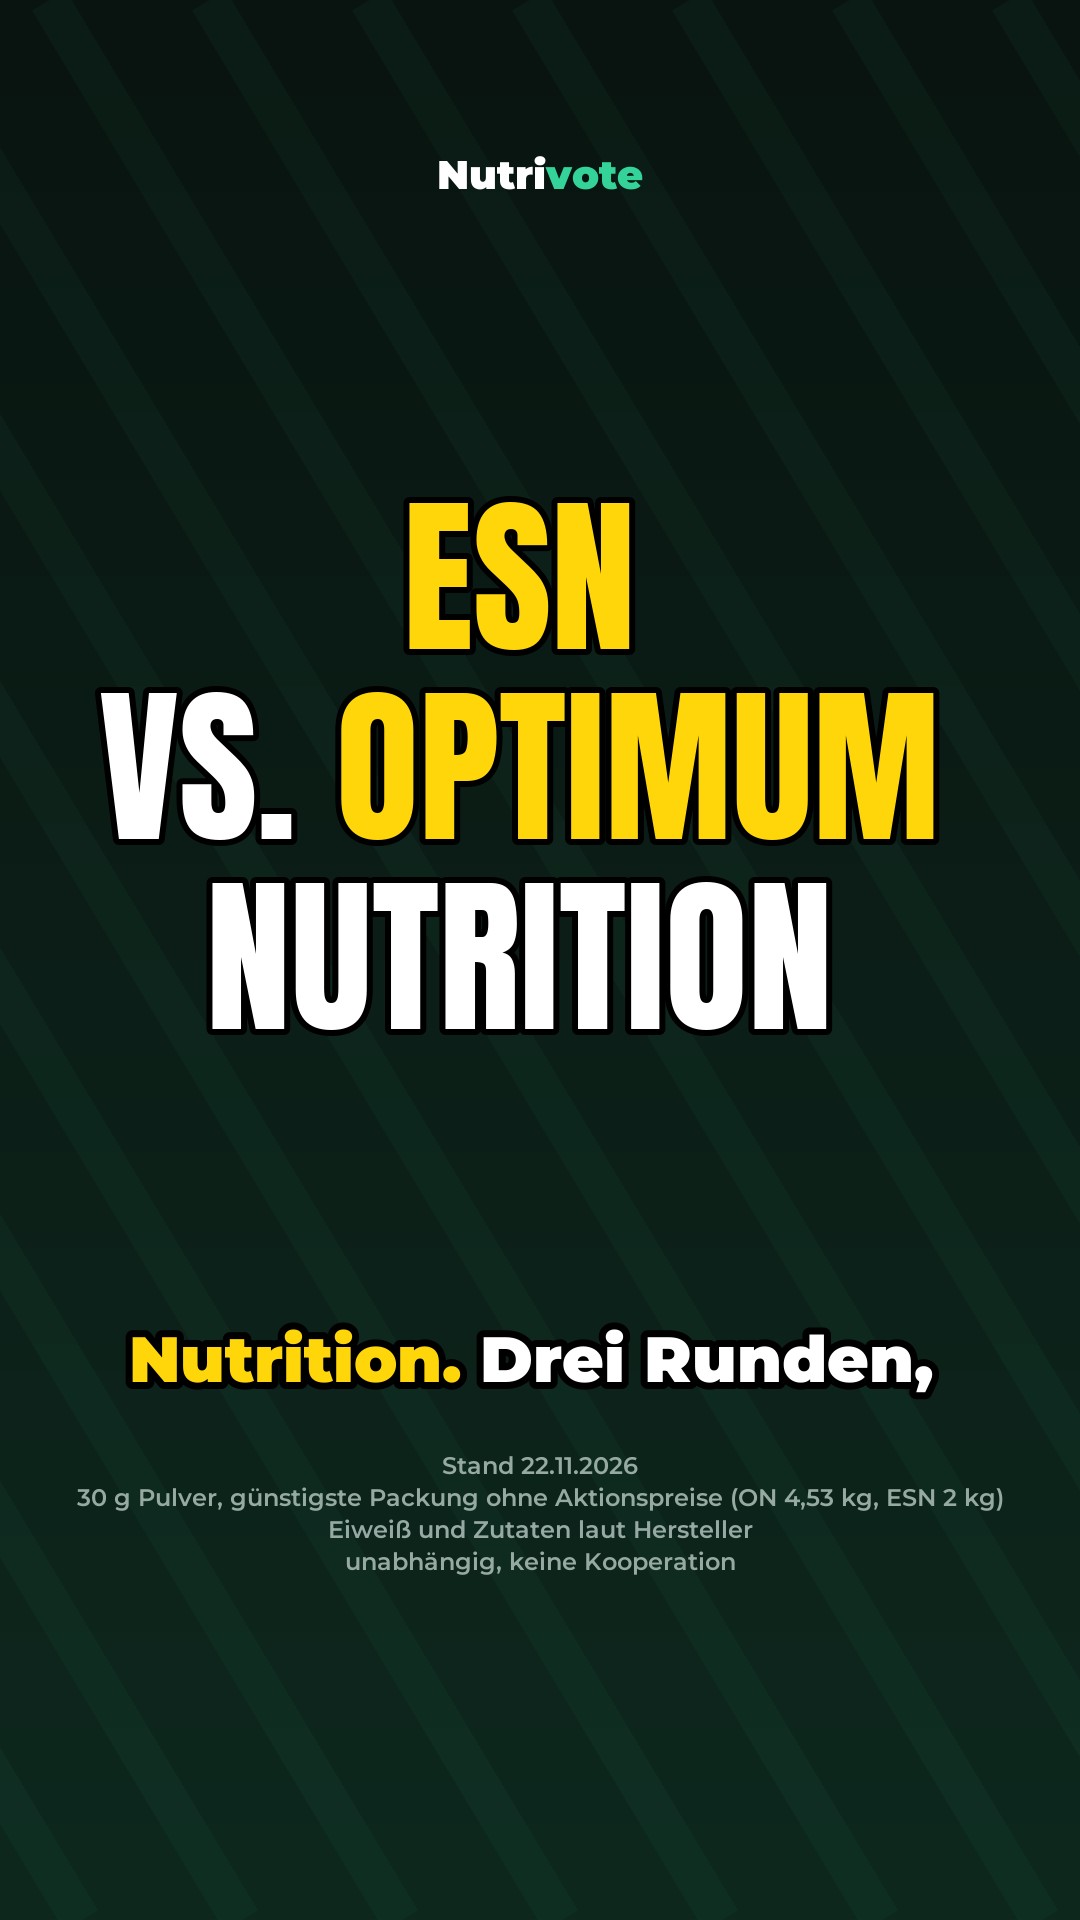 Nutrivote
ESN
VS. OPTIMUM
NUTRITION
Nutrition. Drei Runden,
Stand 22.11.2026
30 g Pulver, günstigste Packung ohne Aktionspreise (ON 4,53 kg, ESN 2 kg)
Eiweiß und Zutaten laut Hersteller
unabhängig, keine Kooperation